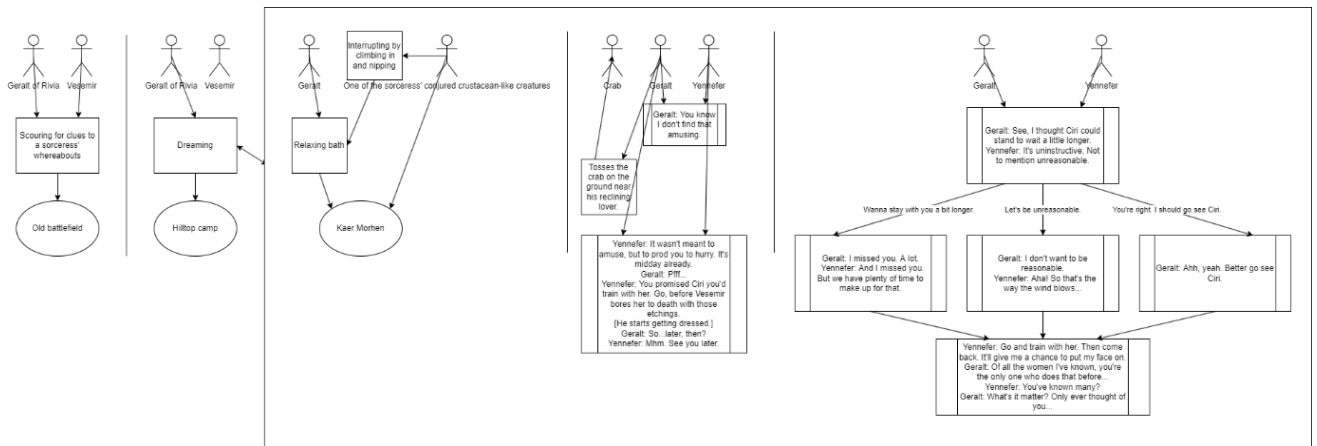 Geralt of Rivia
Vesemir
Scouring for clues to
a sorceress'
whereabouts
Old battlefield
Geralt of Rivia
Vesemir
Dreaming
Hilltop camp
Geralt
Interrupting by
climbing in
and nipping
One of the sorceress' conjured crustacean-like creatures
Relaxing bath
Kaer Morhen
Crab
Geralt
Yennefer
Geralt: You know
I don't find that
amusing.
Tosses the
crab on the
ground near
his reclining
lover.
Yennefer: It wasn't meant to
amuse, but to prod you to hurry. It's
midday already.
Geralt: Pfff...
Yennefer: You promised Ciri you'd
train with her. Go, before Vesemir
bores her to death with those
etchings.
[He starts getting dressed.]
Geralt: So...later, then?
Yennefer: Mhm. See you later.
Geralt
Yennefer
Geralt: See, I thought Ciri could
stand to wait a little longer.
Yennefer: It's uninstructive. Not
to mention unreasonable.
Wanna stay with you a bit longer.
Let's be unreasonable.
You're right. I should go see Ciri.
Geralt: I missed you. A lot.
Yennefer: And I missed you.
But we have plenty of time to
make up for that.
Geralt: I don't want to be
reasonable.
Yennefer: Aha! So that's the
way the wind blows...
Geralt: Ahh, yeah. Better go see
Ciri.
Yennefer: Go and train with her. Then come
back. It'll give me a chance to put my face on.
Geralt: Of all the women I've known, you're
the only one who does that before...
Yennefer: You've known many?
Geralt: What's it matter? Only ever thought of
you...